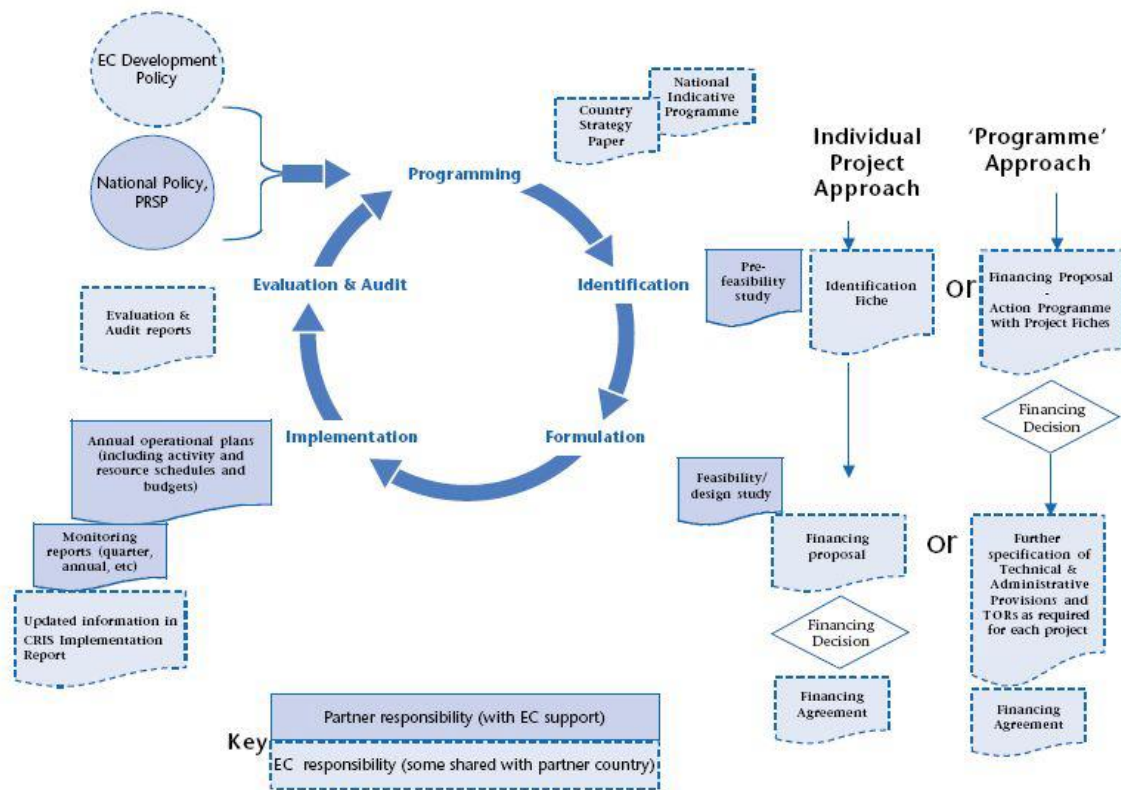 EC Development
Policy
National Policy,
PRSP
Programming
Country
Strategy
Paper
National
Indicative
Programme
Evaluation & Audit
Identification
Evaluation &
Audit reports
Implementation
Formulation
Annual operational plans
(including activity and
resource schedules and
budgets)
Monitoring
reports (quarter,
annual, etc)
Updated information in
CRIS Implementation
Report
Individual
Project
Approach
'Programme'
Approach
Pre-
feasibility
study
Identification
Fiche
or
Financing Proposal
-
Action Programme
with Project Fiches
Financing
Decision
Feasibility/
design study
Financing
proposal
or
Further
specification of
Technical &
Administrative
Provisions and
TORs as required
for each project
Financing
Decision
Financing
Agreement
Financing
Agreement
Key
Partner responsibility (with EC support)
EC responsibility (some shared with partner country)